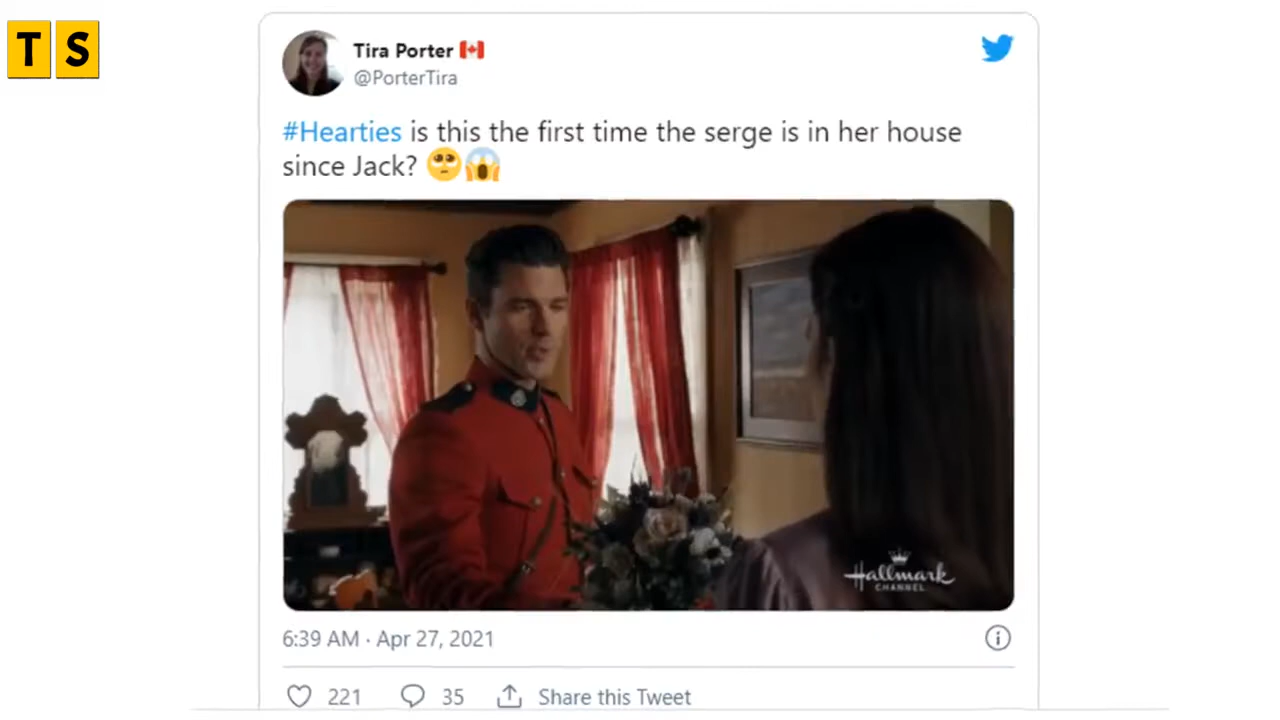 TS
Tira Porter
@PorterTira
#Hearties is this the first time the serge is in her house
since Jack? 🥺😱
Hallmark
CHANNEL
6:39 AM · Apr 27, 2021
221 35 Share this Tweet